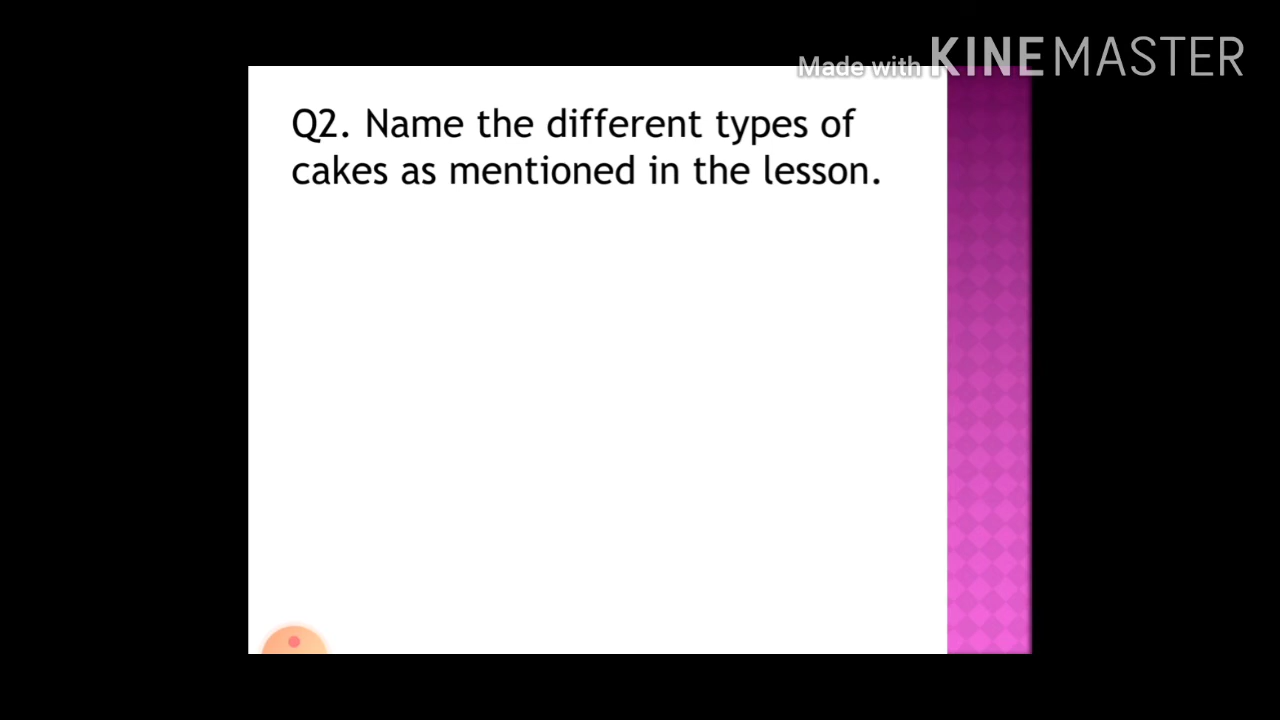 Made with KINEMASTER
Q2. Name the different types of
cakes as mentioned in the lesson.